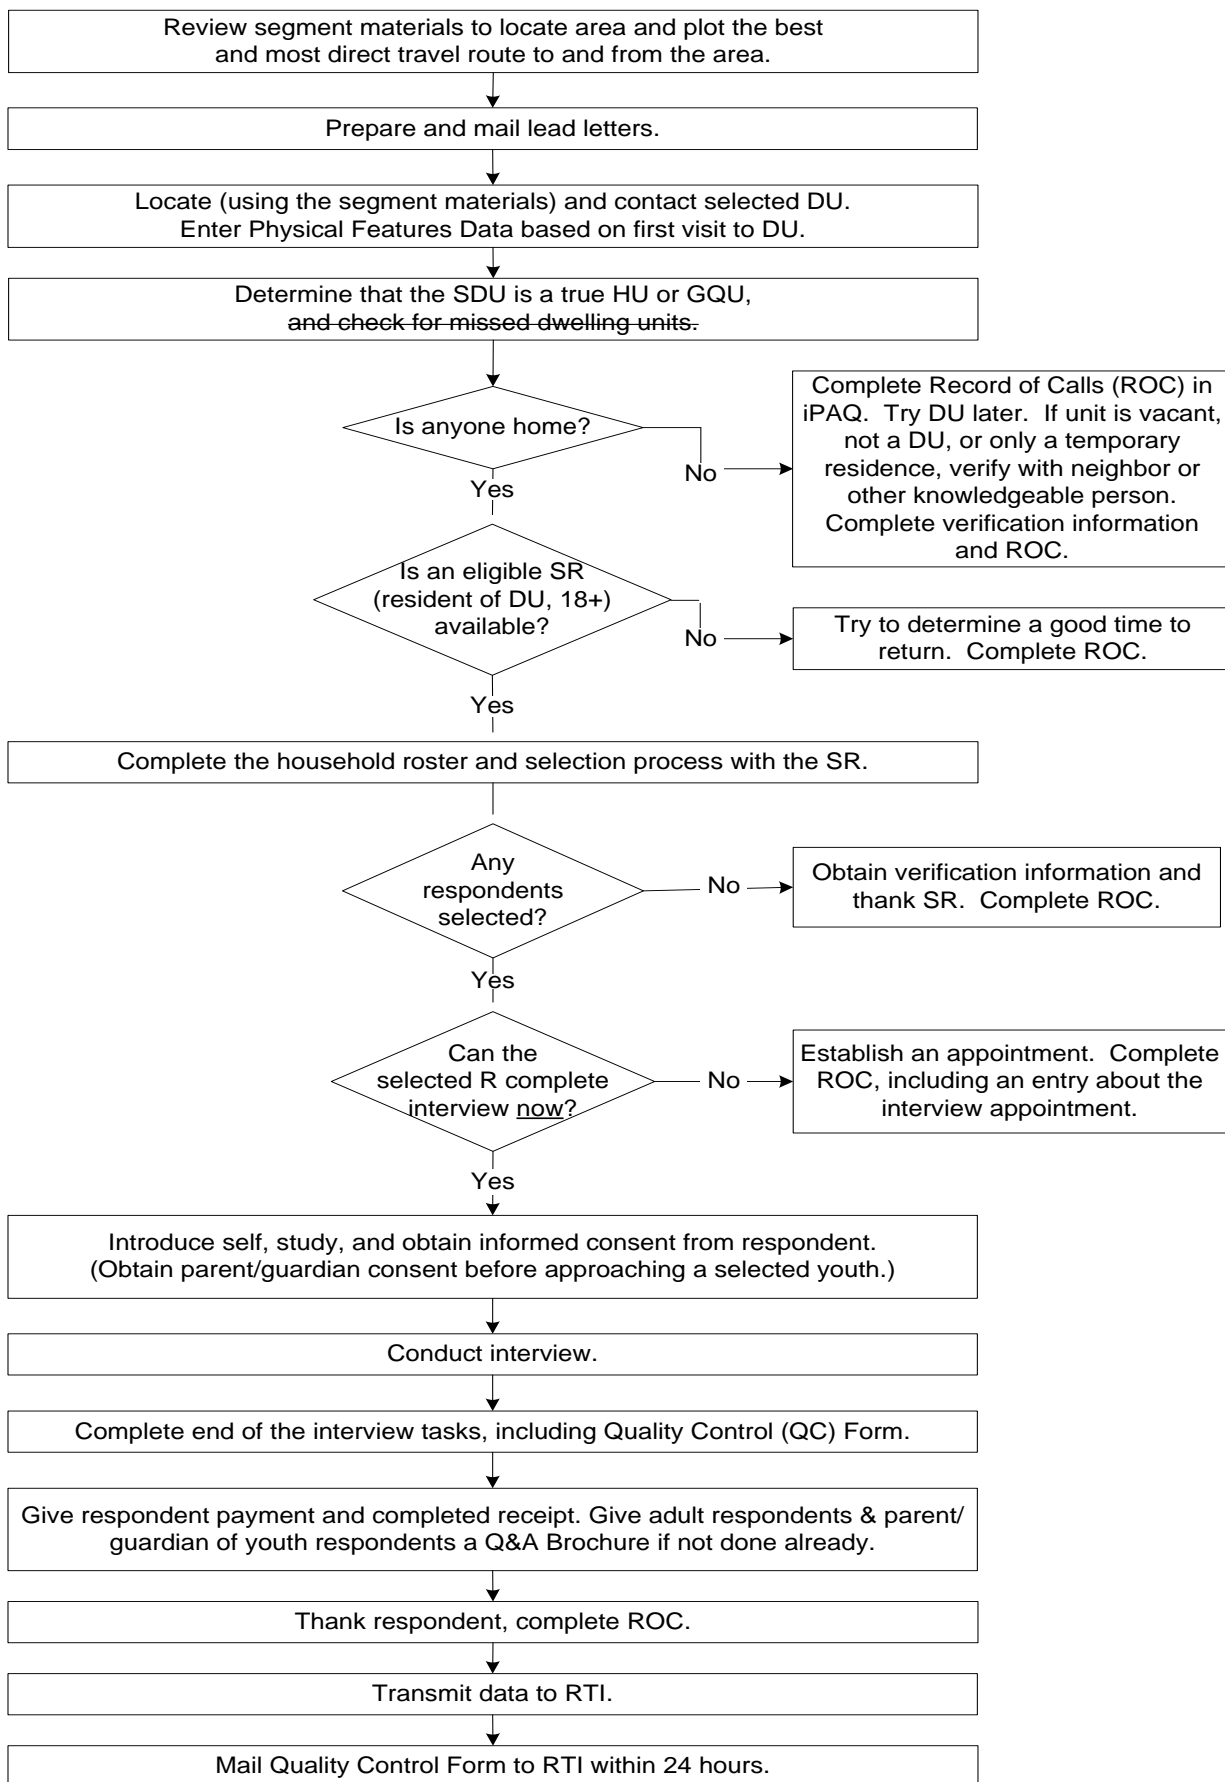 Review segment materials to locate area and plot the best
and most direct travel route to and from the area.
Prepare and mail lead letters.
Locate (using the segment materials) and contact selected DU.
Enter Physical Features Data based on first visit to DU.
Determine that the SDU is a true HU or GQU,
and check for missed dwelling units.
Is anyone home?
No
Complete Record of Calls (ROC) in
iPAQ.  Try DU later.  If unit is vacant,
not a DU, or only a temporary
residence, verify with neighbor or
other knowledgeable person.
Complete verification information
and ROC.
Yes
Is an eligible SR
(resident of DU, 18+)
available?
No
Try to determine a good time to
return.  Complete ROC.
Yes
Complete the household roster and selection process with the SR.
Any
respondents
selected?
No
Obtain verification information and
thank SR.  Complete ROC.
Yes
Can the
selected R complete
interview now?
No
Establish an appointment.  Complete
ROC, including an entry about the
interview appointment.
Yes
Introduce self, study, and obtain informed consent from respondent.
(Obtain parent/guardian consent before approaching a selected youth.)
Conduct interview.
Complete end of the interview tasks, including Quality Control (QC) Form.
Give respondent payment and completed receipt. Give adult respondents & parent/
guardian of youth respondents a Q&A Brochure if not done already.
Thank respondent, complete ROC.
Transmit data to RTI.
Mail Quality Control Form to RTI within 24 hours.